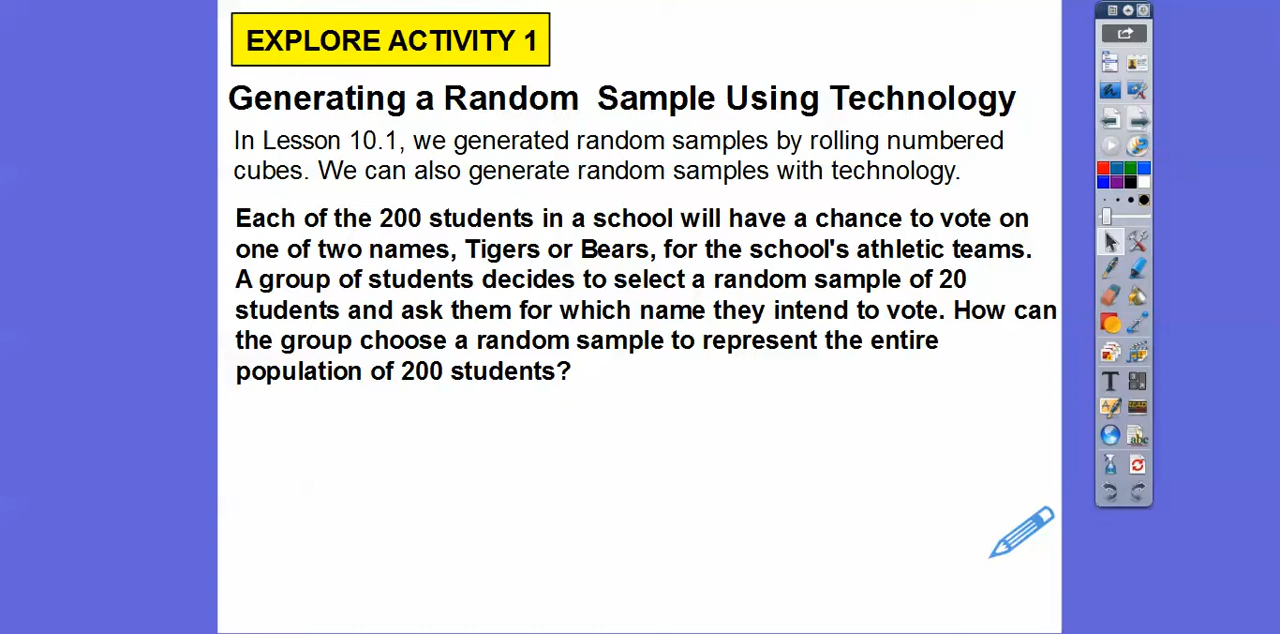 EXPLORE ACTIVITY 1
Generating a Random Sample Using Technology
In Lesson 10.1, we generated random samples by rolling numbered
cubes. We can also generate random samples with technology.
Each of the 200 students in a school will have a chance to vote on
one of two names, Tigers or Bears, for the school's athletic teams.
A group of students decides to select a random sample of 20
students and ask them for which name they intend to vote. How can
the group choose a random sample to represent the entire
population of 200 students?